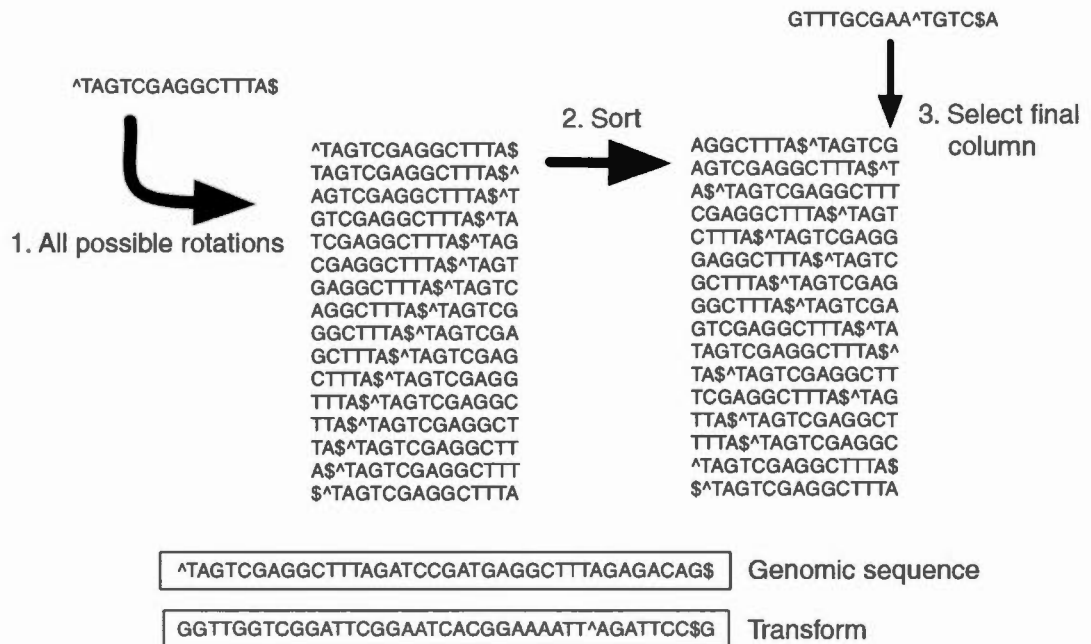 GTTTGCGAA^TGTC$A
^TAGTCGAGGCTTTA$
1. All possible rotations
^TAGTCGAGGCTTTA$
TAGTCGAGGCTTTA$^
AGTCGAGGCTTTA$^T
GTCGAGGCTTTA$^TA
TCGAGGCTTTA$^TAG
CGAGGCTTTA$^TAGT
GAGGCTTTA$^TAGTC
AGGCTTTA$^TAGTCG
GGCTTTA$^TAGTCGA
GCTTTA$^TAGTCGAG
CTTTA$^TAGTCGAGG
TTTA$^TAGTCGAGGC
TTA$^TAGTCGAGGCT
TA$^TAGTCGAGGCTT
A$^TAGTCGAGGCTTT
$^TAGTCGAGGCTTTA
2. Sort
AGGCTTTA$^TAGTCG
AGTCGAGGCTTTA$^T
A$^TAGTCGAGGCTTT
CGAGGCTTTA$^TAGT
CTTTA$^TAGTCGAGG
GAGGCTTTA$^TAGTC
GCTTTA$^TAGTCGAG
GGCTTTA$^TAGTCGA
GTCGAGGCTTTA$^TA
TAGTCGAGGCTTTA$^
TA$^TAGTCGAGGCTT
TCGAGGCTTTA$^TAG
TTA$^TAGTCGAGGCT
TTTA$^TAGTCGAGGC
^TAGTCGAGGCTTTA$
$^TAGTCGAGGCTTTA
3. Select final
column
^TAGTCGAGGCTTTAGATCCGATGAGGCTTTAGAGACAG$
Genomic sequence
GGTTGGTCGGATTCGGAATCACGGAAAATT^AGATTCC$G
Transform